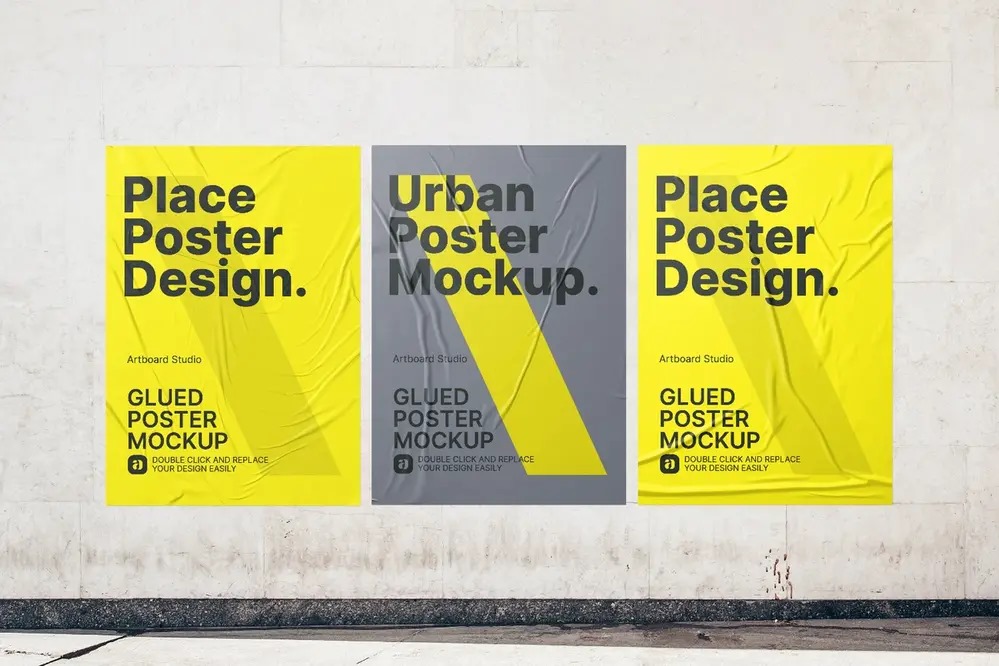 Place
Poster
Design.
Artboard Studio
GLUED
POSTER
MOCKUP
a DOUBLE CLICK AND REPLACE
YOUR DESIGN EASILY
Urban
Poster
Mockup.
Artboard Studio
GLUED
POSTER
MOCKUP
a DOUBLE CLICK AND REPLACE
YOUR DESIGN EASILY
Place
Poster
Design.
Artboard Studio
GLUED
POSTER
MOCKUP
a DOUBLE CLICK AND REPLACE
YOUR DESIGN EASILY